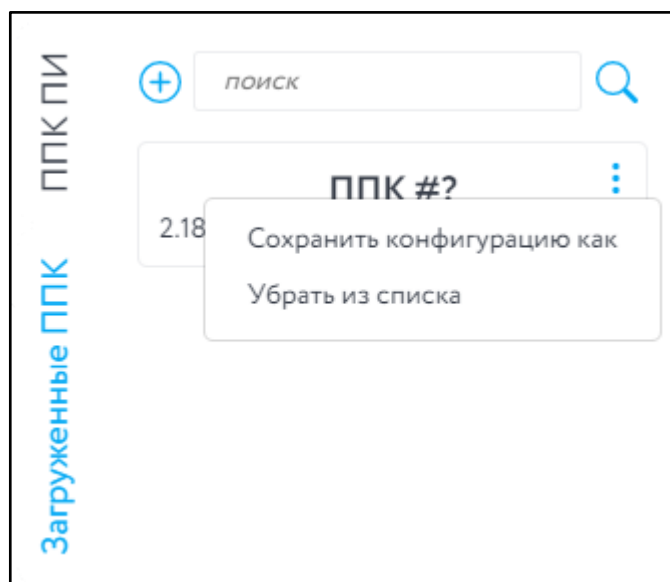 ППК ПИ
Загруженные ППК
поиск
ППК #?
2.18
Сохранить конфигурацию как
Убрать из списка